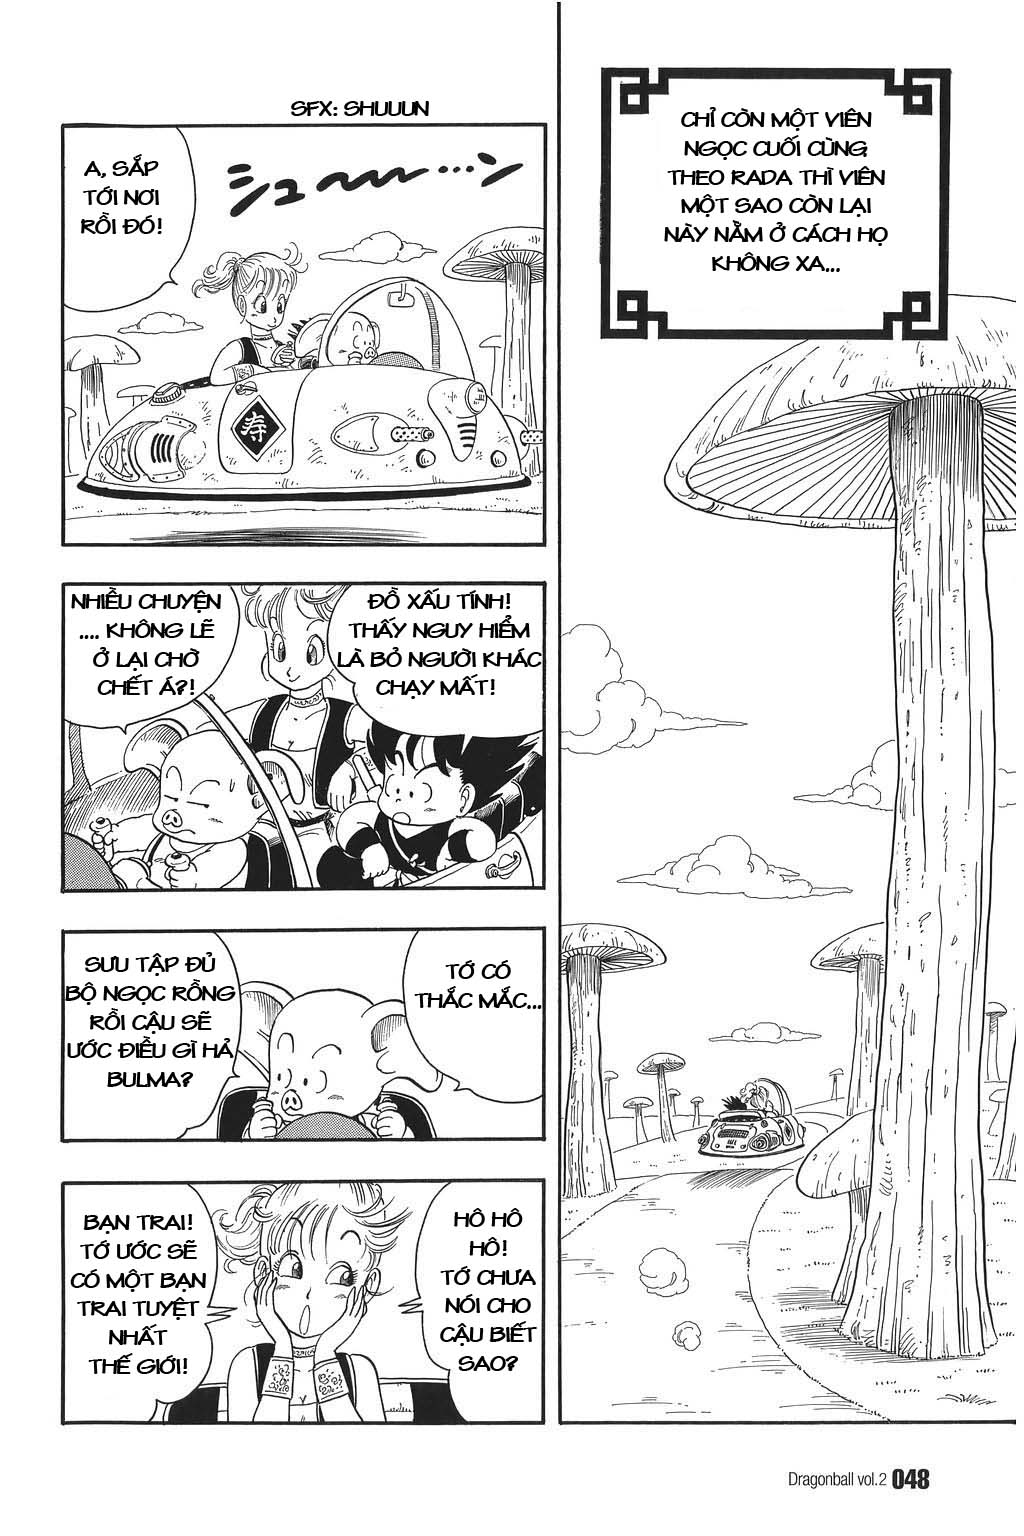 CHỈ CÒN MỘT VIÊN
NGỌC CUỐI CÙNG,
THEO RADA THÌ VIÊN
MỘT SAO CÒN LẠI
NÀY NẰM Ở CÁCH HỌ
KHÔNG XA...
SFX: SHUUUN
シュ〜〜…ン
A, SẮP
TỚI NƠI
RỒI ĐÓ!
寿
ĐỒ XẤU TÍNH!
THẤY NGUY HIỂM
LÀ BỎ NGƯỜI KHÁC
CHẠY MẤT!
NHIỀU CHUYỆN
.... KHÔNG LẼ
Ở LẠI CHỜ
CHẾT Á?!
TỚ CÓ
THẮC MẮC...
SƯU TẬP ĐỦ
BỘ NGỌC RỒNG
RỒI CẬU SẼ
ƯỚC ĐIỀU GÌ HẢ
BULMA?
HÔ HÔ
HÔ!
TỚ CHƯA
NÓI CHO
CẬU BIẾT
SAO?
BẠN TRAI!
TỚ ƯỚC SẼ
CÓ MỘT BẠN
TRAI TUYỆT
NHẤT
THẾ GIỚI!
Dragonball vol.2 048